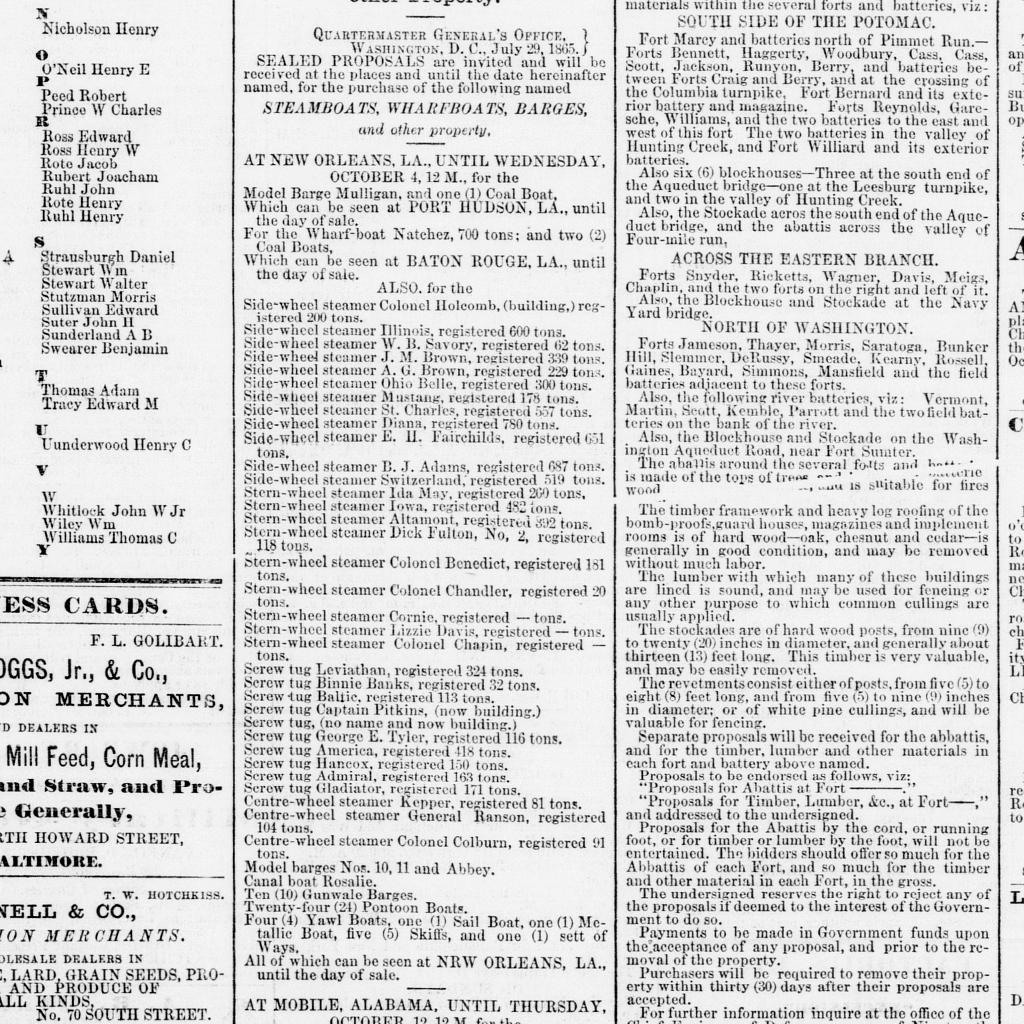 N
Nicholson Henry
O
O'Neil Henry E
P
Peed Robert
Prince W Charles
R
Ross Edward
Ross Henry W
Rote Jacob
Rubert Joacham
Ruhl John
Rote Henry
Ruhl Henry
S
Strausburgh Daniel
Stewart Wm
Stewart Walter
Stutzman Morris
Sullivan Edward
Suter John H
Sunderland A B
Swearer Benjamin
T
Thomas Adam
Tracy Edward M
U
Uunderwood Henry C
V
W
Whitlock John W Jr
Wiley Wm
Williams Thomas C
Y
ESS CARDS.
F. L. GOLIBART.
OGGS, Jr., & Co.,
ON MERCHANTS,
D DEALERS IN
Mill Feed, Corn Meal,
and Straw, and Pro-
e Generally,
RTH HOWARD STREET,
ALTIMORE.
T. W. HOTCHKISS.
NELL & CO.,
ION MERCHANTS.
OLESALE DEALERS IN
, LARD, GRAIN SEEDS, PRO-
AND PRODUCE OF
ALL KINDS,
No. 70 SOUTH STREET.
Other Property.
QUARTERMASTER GENERAL'S OFFICE, }
WASHINGTON, D. C., July 29, 1865. }
SEALED PROPOSALS are invited and will be
received at the places and until the date hereinafter
named, for the purchase of the following named
STEAMBOATS, WHARFBOATS, BARGES,
and other property,
AT NEW ORLEANS, LA., UNTIL WEDNESDAY,
OCTOBER 4, 12 M., for the
Model Barge Mulligan, and one (1) Coal Boat,
Which can be seen at PORT HUDSON, LA., until
the day of sale.
For the Wharf-boat Natchez, 700 tons; and two (2)
Coal Boats,
Which can be seen at BATON ROUGE, LA., until
the day of sale.
ALSO, for the
Side-wheel steamer Colonel Holcomb, (building,) reg-
istered 200 tons.
Side-wheel steamer Illinois, registered 600 tons.
Side-wheel steamer W. B. Savory, registered 62 tons.
Side-wheel steamer J. M. Brown, registered 339 tons.
Side-wheel steamer A. G. Brown, registered 229 tons.
Side-wheel steamer Ohio Belle, registered 300 tons.
Side-wheel steamer Mustang, registered 178 tons.
Side-wheel steamer St. Charles, registered 557 tons.
Side-wheel steamer Diana, registered 780 tons.
Side-wheel steamer E. H. Fairchilds, registered 651
tons.
Side-wheel steamer B. J. Adams, registered 687 tons.
Side-wheel steamer Switzerland, registered 519 tons.
Stern-wheel steamer Ida May, registered 260 tons,
Stern-wheel steamer Iowa, registered 482 tons.
Stern-wheel steamer Altamont, registered 392 tons.
Stern-wheel steamer Dick Fulton, No, 2, registered
118 tons.
Stern-wheel steamer Colonel Benedict, registered 181
tons.
Stern-wheel steamer Colonel Chandler, registered 20
tons.
Stern-wheel steamer Cornie, registered — tons.
Stern-wheel steamer Lizzie Davis, registered — tons.
Stern-wheel steamer Colonel Chapin, registered —
tons.
Screw tug Leviathan, registered 324 tons.
Screw tug Binnie Banks, registered 32 tons.
Screw tug Baltic, registered 113 tons.
Screw tug Captain Pitkins, (now building.)
Screw tug, (no name and now building.)
Screw tug George E. Tyler, registered 116 tons.
Screw tug America, registered 418 tons.
Screw tug Hancox, registered 150 tons.
Screw tug Admiral, registered 163 tons.
Screw tug Gladiator, registered 171 tons.
Centre-wheel steamer Kepper, registered 81 tons.
Centre-wheel steamer General Ranson, registered
104 tons.
Centre-wheel steamer Colonel Colburn, registered 91
tons.
Model barges Nos. 10, 11 and Abbey.
Canal boat Rosalie.
Ten (10) Gunwale Barges.
Twenty-four (24) Pontoon Boats.
Four (4) Yawl Boats, one (1) Sail Boat, one (1) Me-
tallic Boat, five (5) Skiffs, and one (1) sett of
Ways.
All of which can be seen at NRW ORLEANS, LA.,
until the day of sale.
AT MOBILE, ALABAMA, UNTIL THURSDAY,
OCTOBER 12, 12 M. for the
materials within the several forts and batteries, viz:
SOUTH SIDE OF THE POTOMAC.
Fort Marcy and batteries north of Pimmet Run.—
Forts Bennett, Haggerty, Woodbury, Cass, Cass,
Scott, Jackson, Runyon, Berry, and batteries be-
tween Forts Craig and Berry, and at the crossing of
the Columbia turnpike. Fort Bernard and its exte-
rior battery and magazine. Forts Reynolds, Gare-
sche, Williams, and the two batteries to the east and
west of this fort The two batteries in the valley of
Hunting Creek, and Fort Williard and its exterior
batteries.
Also six (6) blockhouses—Three at the south end of
the Aqueduct bridge—one at the Leesburg turnpike,
and two in the valley of Hunting Creek.
Also, the Stockade acros the south end of the Aque-
duct bridge, and the abattis across the valley of
Four-mile run,
ACROSS THE EASTERN BRANCH.
Forts Snyder, Ricketts, Wagner, Davis, Meigs,
Chaplin, and the two forts on the right and left of it.
Also, the Blockhouse and Stockade at the Navy
Yard bridge.
NORTH OF WASHINGTON.
Forts Jameson, Thayer, Morris, Saratoga, Bunker
Hill, Slemmer, DeRussy, Smeade, Kearny, Rossell,
Gaines, Bayard, Simmons, Mansfield and the field
batteries adjacent to these forts.
Also, the following river batteries, viz: Vermont,
Martin, Scott, Kemble, Parrott and the two field bat-
teries on the bank of the river.
Also, the Blockhouse and Stockade on the Wash-
ington Aqueduct Road, near Fort Sumter.
The abattis around the several forts and
is made of the tops of trees
wood and is suitable for fires
The timber framework and heavy log roofing of the
bomb-proofs, guard houses, magazines and implement
rooms is of hard wood—oak, chesnut and cedar—is
generally in good condition, and may be removed
without much labor.
The lumber with which many of these buildings
are lined is sound, and may be used for fencing or
any other purpose to which common cullings are
usually applied.
The stockades are of hard wood posts, from nine (9)
to twenty (20) inches in diameter, and generally about
thirteen (13) feet long. This timber is very valuable,
and may be easily removed.
The revetments consist either of posts, from five (5) to
eight (8) feet long, and from five (5) to nine (9) inches
in diameter; or of white pine cullings, and will be
valuable for fencing.
Separate proposals will be received for the abbattis,
and for the timber, lumber and other materials in
each fort and battery above named.
Proposals to be endorsed as follows, viz:
"Proposals for Abattis at Fort ———."
"Proposals for Timber, Lumber, &c., at Fort——,"
and addressed to the undersigned.
Proposals for the Abattis by the cord, or running
foot, or for timber or lumber by the foot, will not be
entertained. The bidders should offer so much for the
Abbattis of each Fort, and so much for the timber
and other material in each Fort, in the gross.
The undersigned reserves the right to reject any of
the proposals if deemed to the interest of the Govern-
ment to do so.
Payments to be made in Government funds upon
the acceptance of any proposal, and prior to the re-
moval of the property.
Purchasers will be required to remove their prop-
erty within thirty (30) days after their proposals are
accepted.
For further information inquire at the office of the